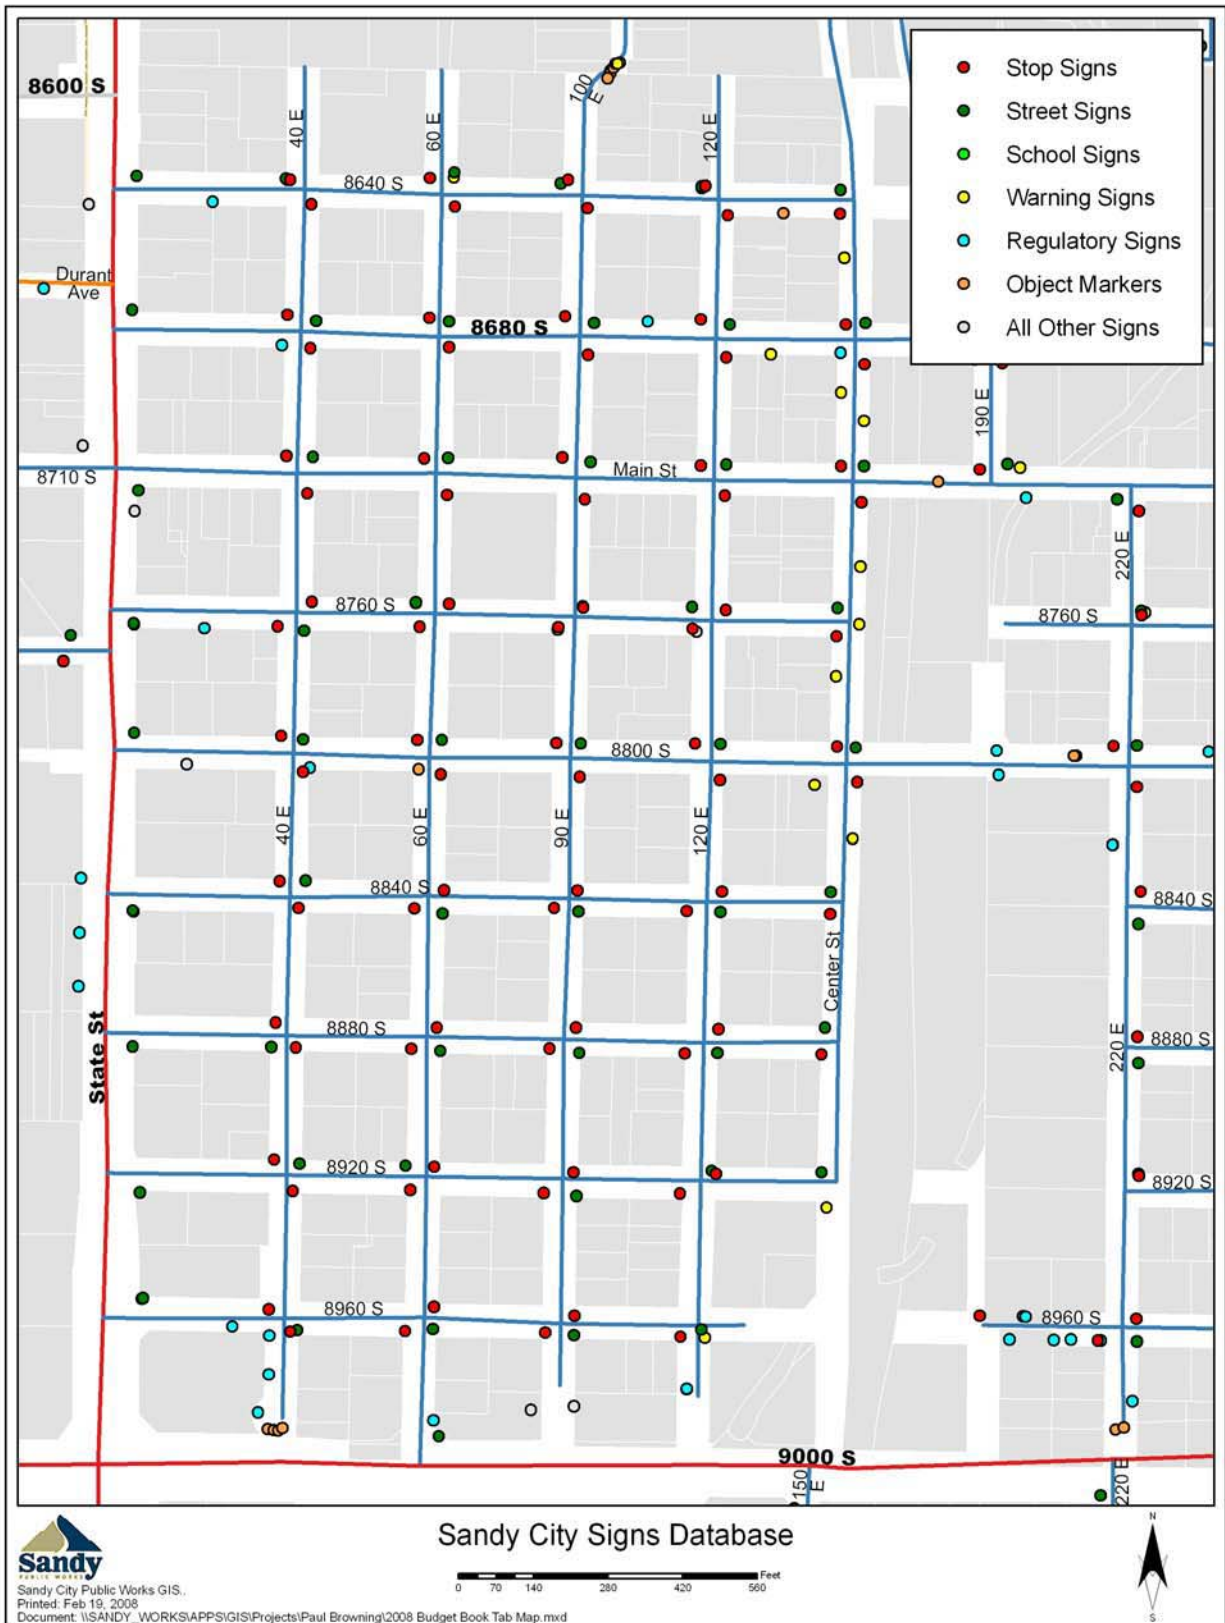 8600 S
40 E
60 E
100
E
120 E
Stop Signs
Street Signs
School Signs
Warning Signs
Regulatory Signs
Object Markers
All Other Signs
8640 S
Durant
Ave
8680 S
190 E
8710 S
Main St
220 E
8760 S
8760 S
8800 S
40 E
60 E
90 E
120 E
8840 S
8840 S
Center St
State St
8880 S
220 E
8880 S
8920 S
8920 S
8960 S
8960 S
9000 S
150
E
220 E
Sandy
PUBLIC WORKS
Sandy City Signs Database
Feet
0 70 140 280 420 560
N
S
Sandy City Public Works GIS..
Printed: Feb 19, 2008
Document: \\SANDY_WORKS\APPS\GIS\Projects\Paul Browning\2008 Budget Book Tab Map.mxd